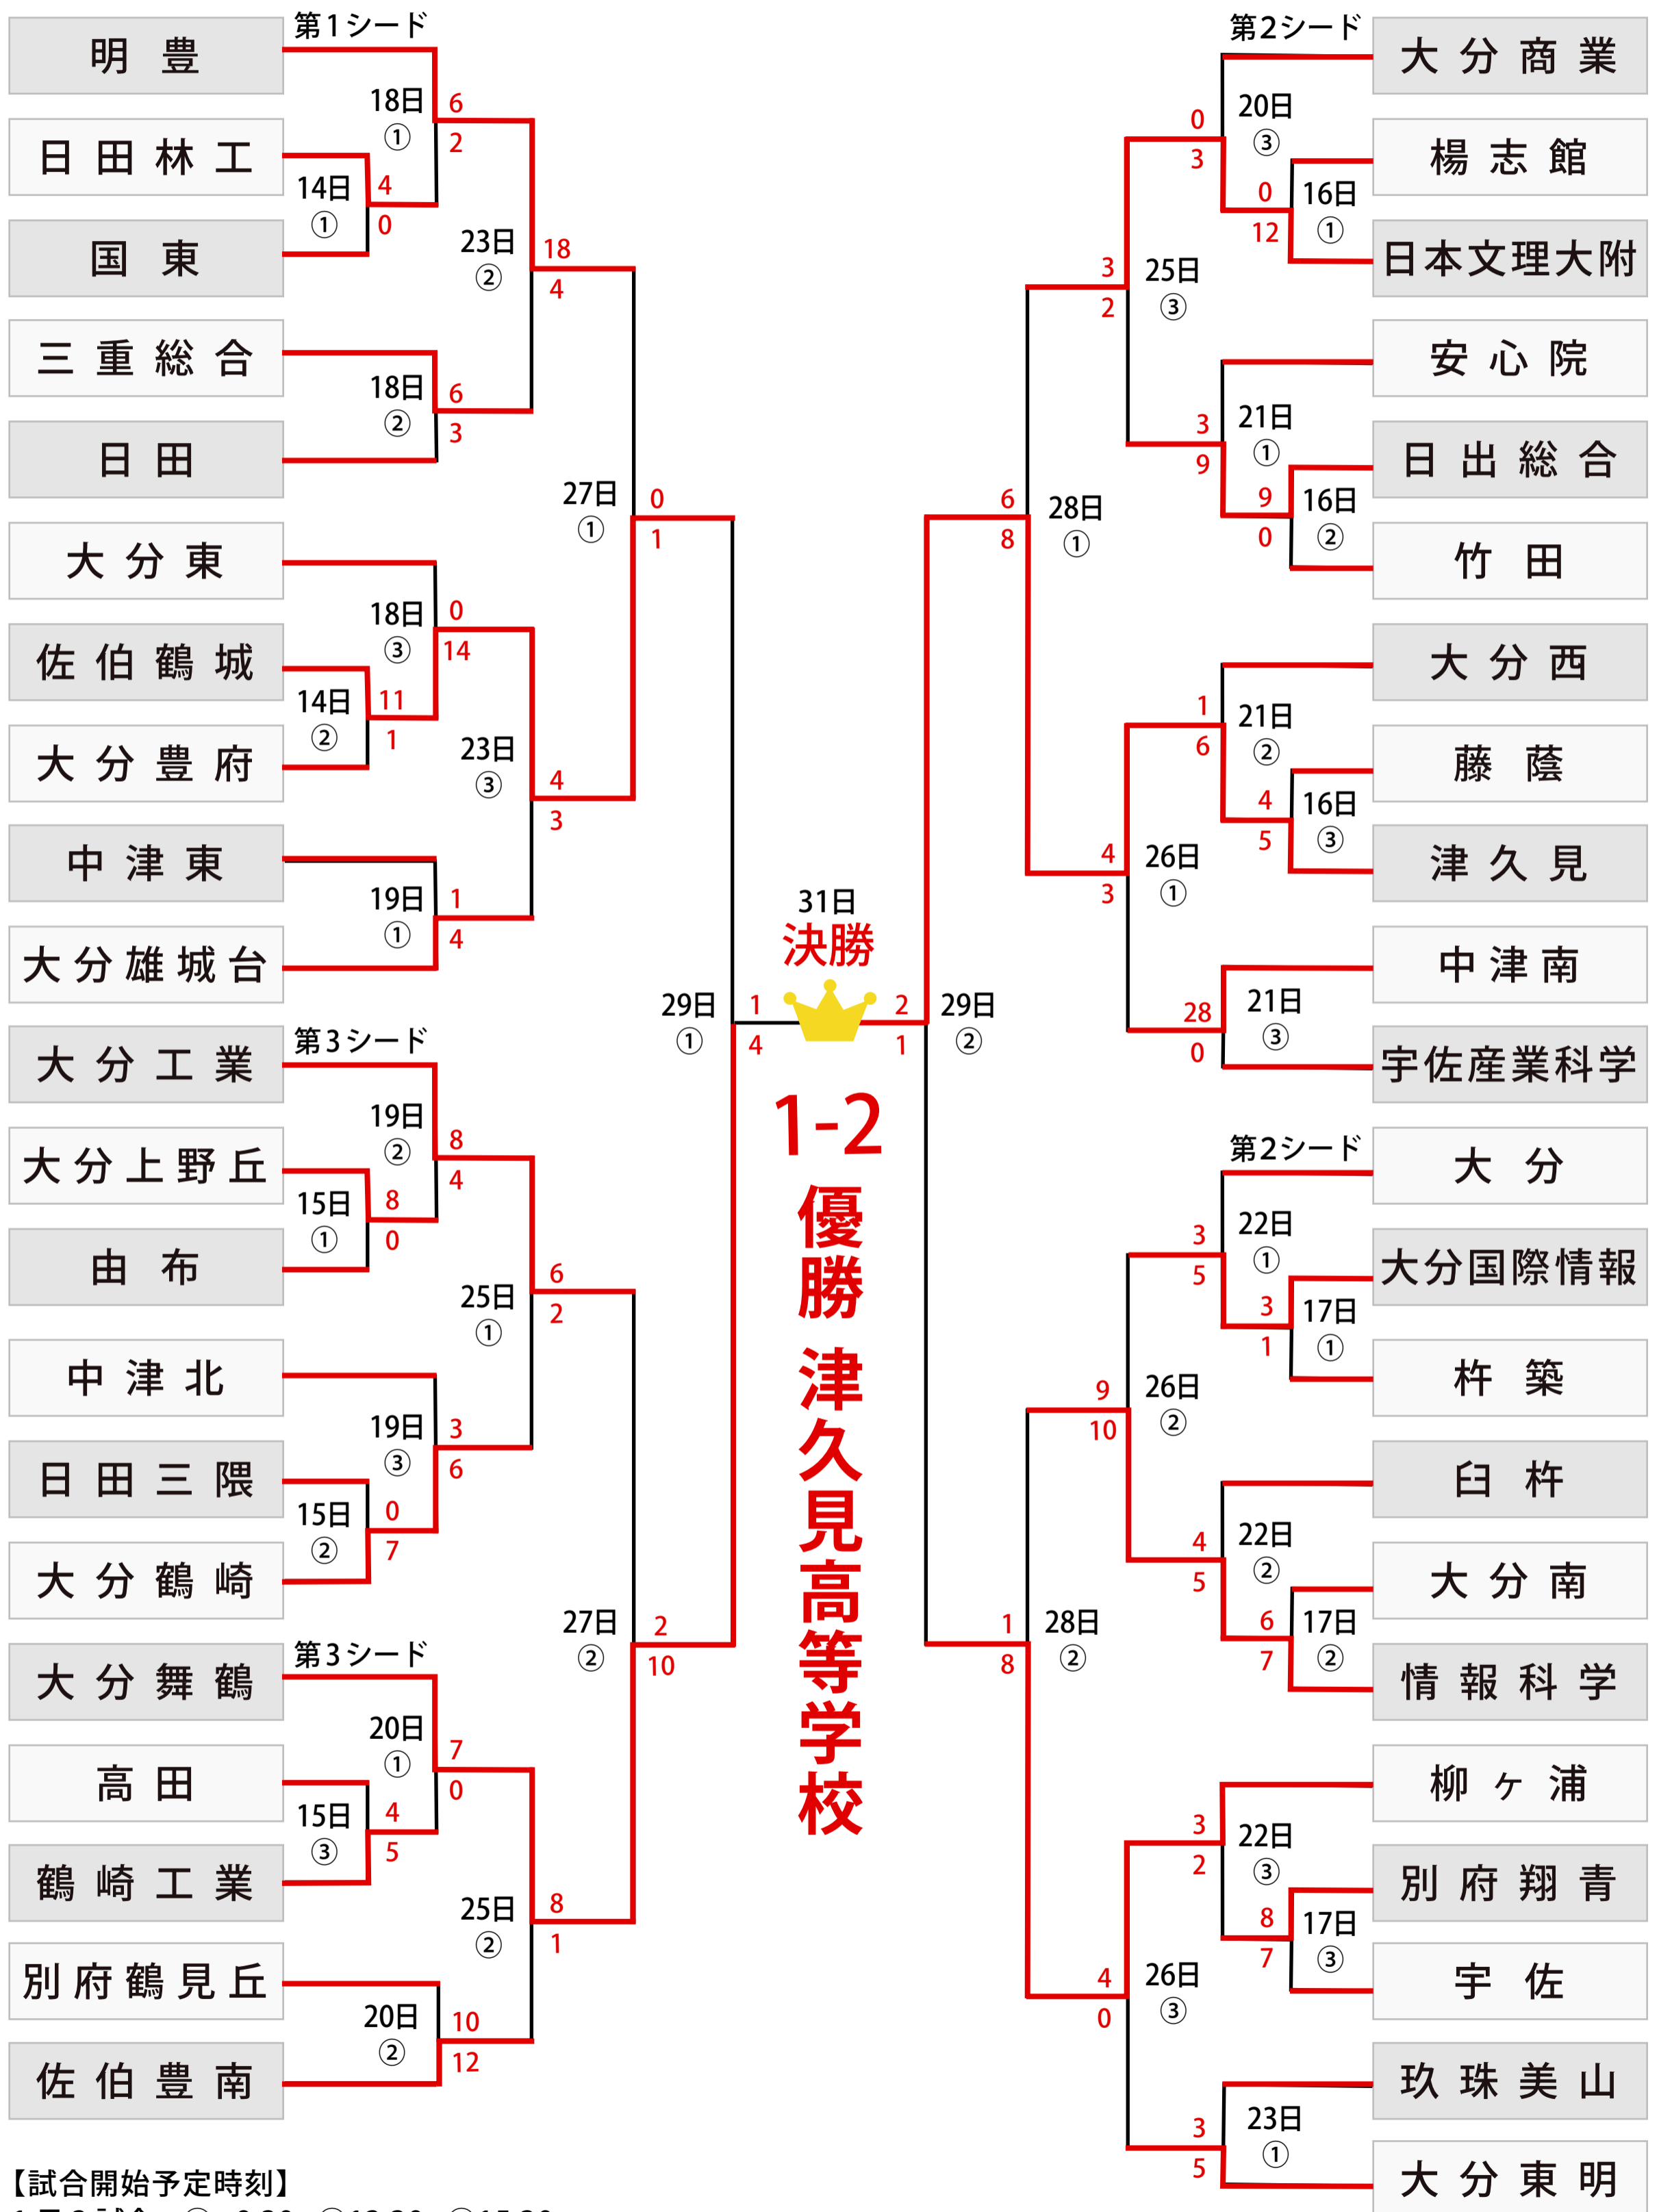 第1シード
明豊
18日
①
6
2
日田林工
14日
①
4
0
国東
23日
②
18
4
三重総合
18日
②
6
3
日田
27日
①
0
1
大分東
18日
③
0
14
佐伯鶴城
14日
②
11
1
大分豊府
23日
③
4
3
中津東
19日
①
1
4
大分雄城台
29日
①
1
4
第3シード
大分工業
19日
②
8
4
大分上野丘
15日
①
8
0
由布
25日
①
6
2
中津北
19日
③
3
6
日田三隈
15日
②
0
7
大分鶴崎
27日
②
2
10
第3シード
大分舞鶴
20日
①
7
0
高田
15日
③
4
5
鶴崎工業
25日
②
8
1
別府鶴見丘
20日
②
10
12
佐伯豊南
31日
決勝
1-2
優勝 津久見高等学校
第2シード
大分商業
20日
③
0
3
楊志館
16日
①
0
12
日本文理大附
25日
③
3
2
安心院
21日
①
3
9
日出総合
16日
②
9
0
竹田
28日
①
6
8
大分西
21日
②
1
6
藤蔭
16日
③
4
5
津久見
26日
①
4
3
中津南
21日
③
28
0
宇佐産業科学
29日
②
2
1
第2シード
大分
22日
①
3
5
大分国際情報
17日
①
3
1
杵築
26日
②
9
10
臼杵
22日
②
4
5
大分南
17日
②
6
7
情報科学
28日
②
1
8
柳ヶ浦
22日
③
3
2
別府翔青
17日
③
8
7
宇佐
26日
③
4
0
玖珠美山
23日
①
3
5
大分東明
【試合開始予定時刻】